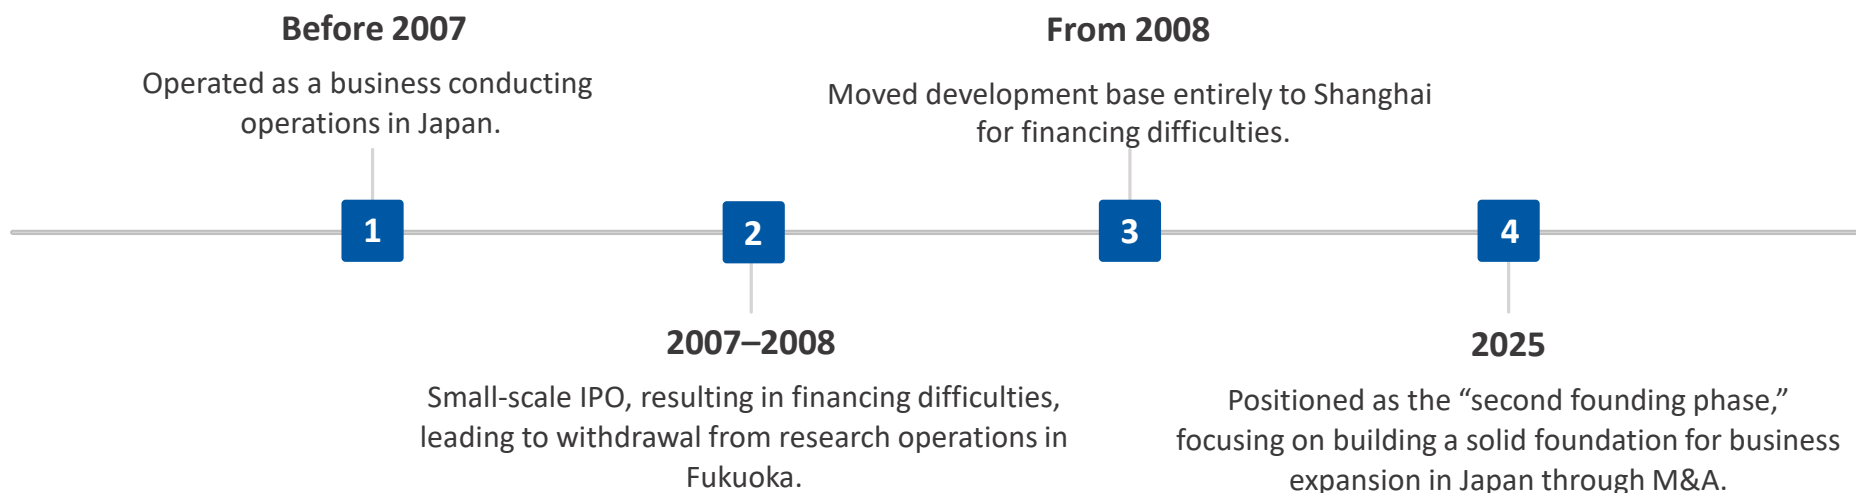 Before 2007
Operated as a business conducting
operations in Japan.
1
2007–2008
Small-scale IPO, resulting in financing difficulties,
leading to withdrawal from research operations in
Fukuoka.
2
From 2008
Moved development base entirely to Shanghai
for financing difficulties.
3
2025
Positioned as the “second founding phase,”
focusing on building a solid foundation for business
expansion in Japan through M&A.
4